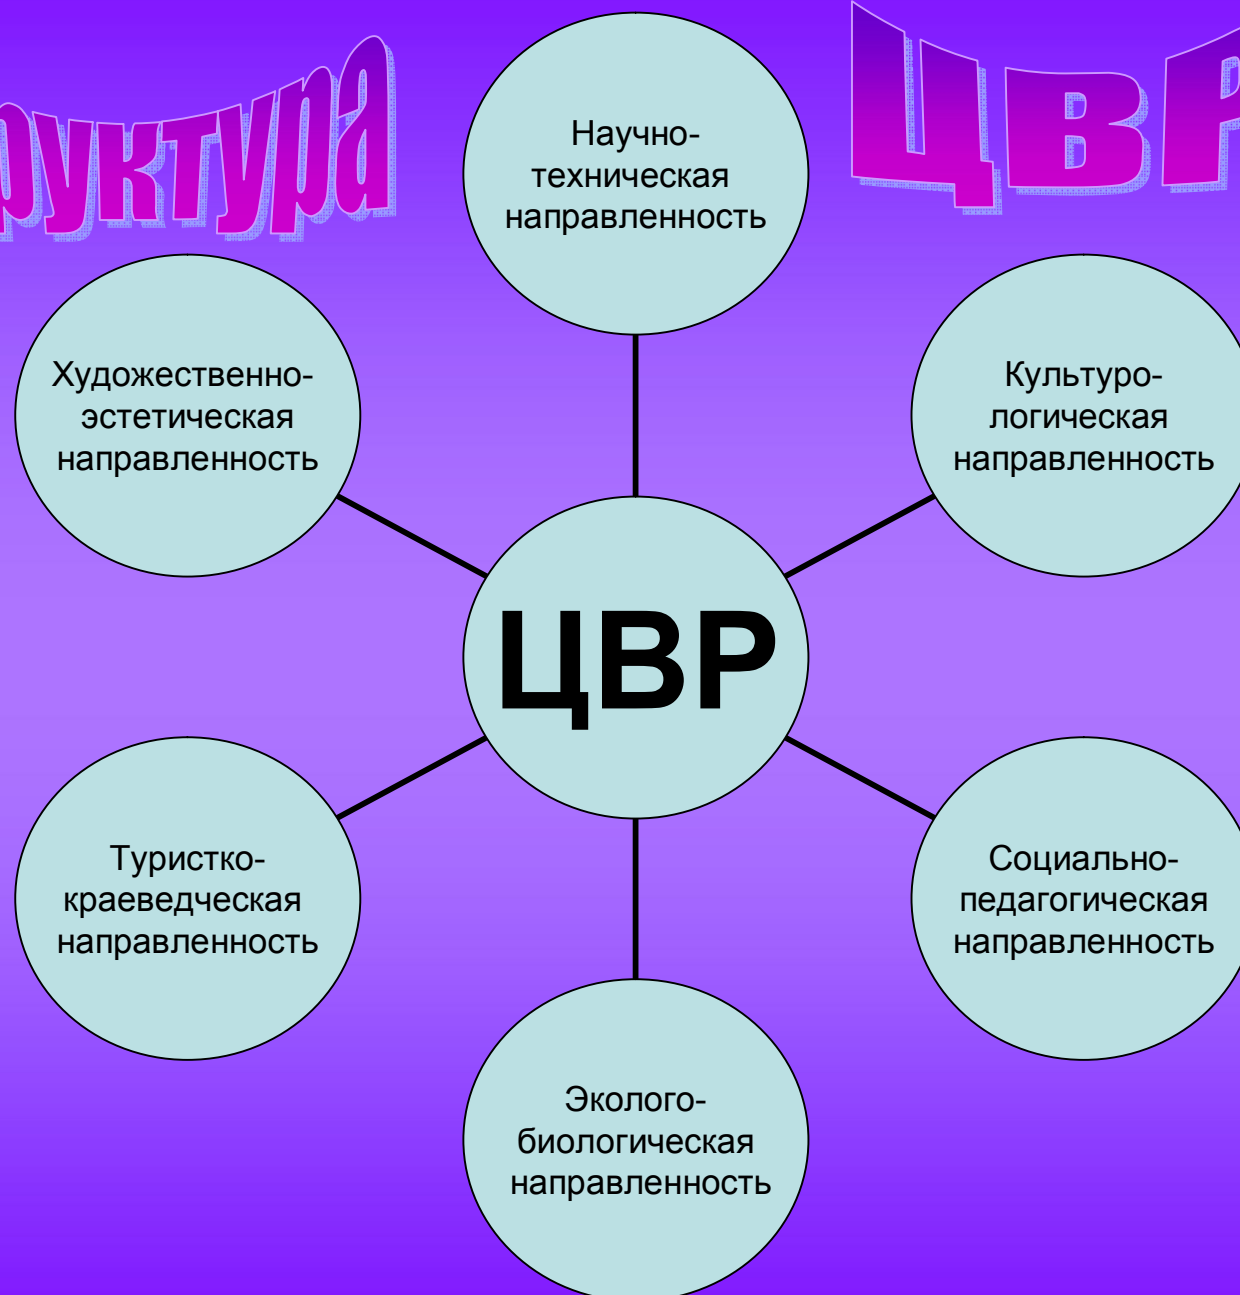 руктура
ЦВР
Научно-
техническая
направленность
Художественно-
эстетическая
направленность
Культуро-
логическая
направленность
ЦВР
Туристко-
краеведческая
направленность
Социально-
педагогическая
направленность
Эколого-
биологическая
направленность